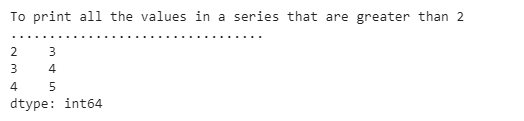 To print all the values in a series that are greater than 2
.................................
2    3
3    4
4    5
dtype: int64